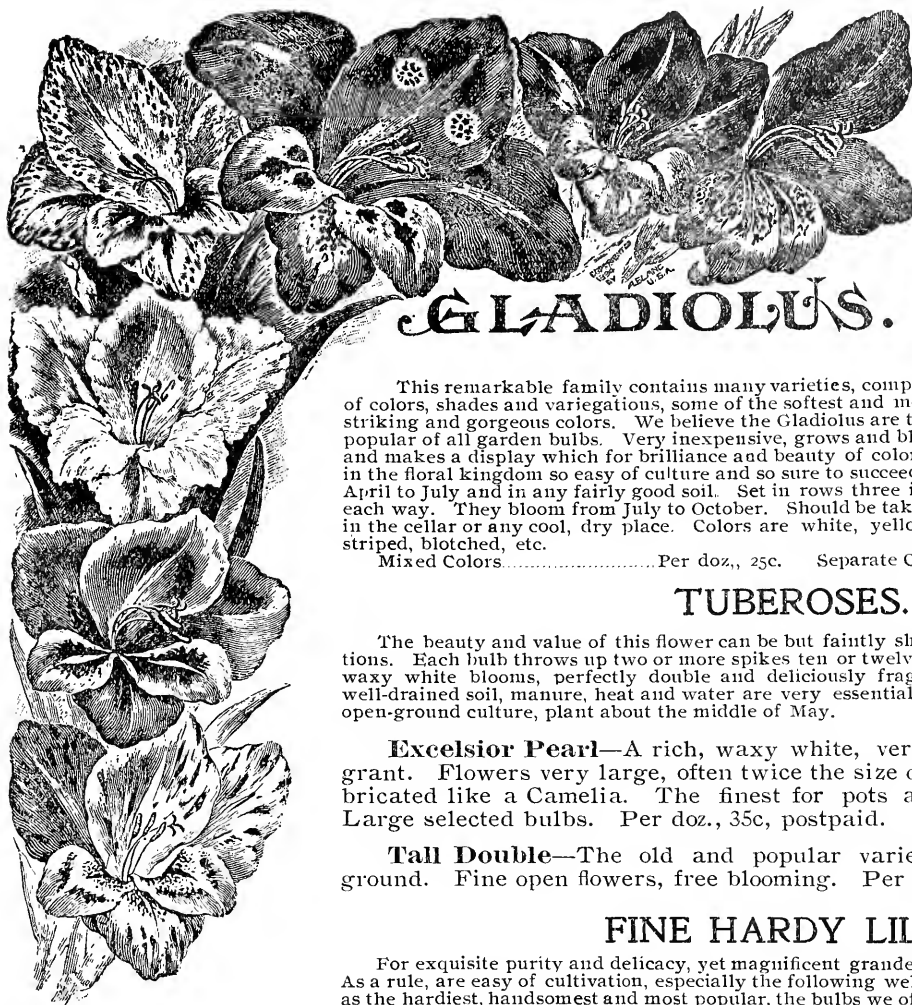 GLADIOLUS.
This remarkable family contains many varieties, comp
of colors, shades and variegations, some of the softest and m
striking and gorgeous colors. We believe the Gladiolus are t
popular of all garden bulbs. Very inexpensive, grows and bl
and makes a display which for brilliance and beauty of color
in the floral kingdom so easy of culture and so sure to succeed
April to July and in any fairly good soil. Set in rows three i
each way. They bloom from July to October. Should be tak
in the cellar or any cool, dry place. Colors are white, yello
striped, blotched, etc.
Mixed Colors..........................Per doz,, 25c. Separate C
TUBEROSES.
The beauty and value of this flower can be but faintly sh
tions. Each bulb throws up two or more spikes ten or twelv
waxy white blooms, perfectly double and deliciously frag
well-drained soil, manure, heat and water are very essential
open-ground culture, plant about the middle of May.
Excelsior Pearl—A rich, waxy white, ver
grant. Flowers very large, often twice the size o
bricated like a Camelia. The finest for pots a
Large selected bulbs. Per doz., 35c, postpaid.
Tall Double—The old and popular varie
ground. Fine open flowers, free blooming. Per
FINE HARDY LIL
For exquisite purity and delicacy, yet magnificent grande
As a rule, are easy of cultivation, especially the following we
as the hardiest, handsomest and most popular, the bulbs we of